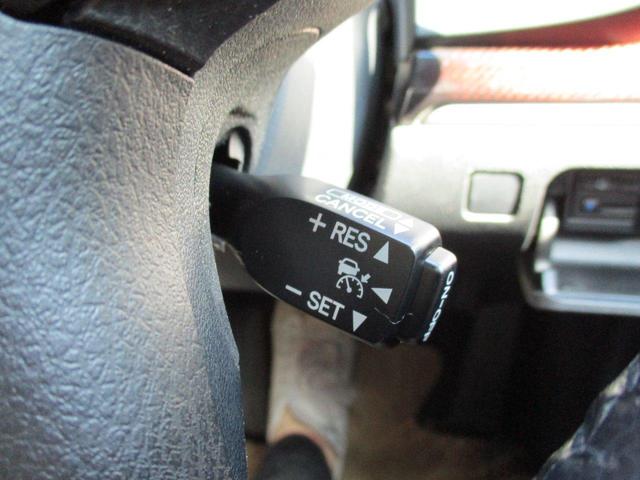 CANCEL
+ RES
− SET
ON-OFF